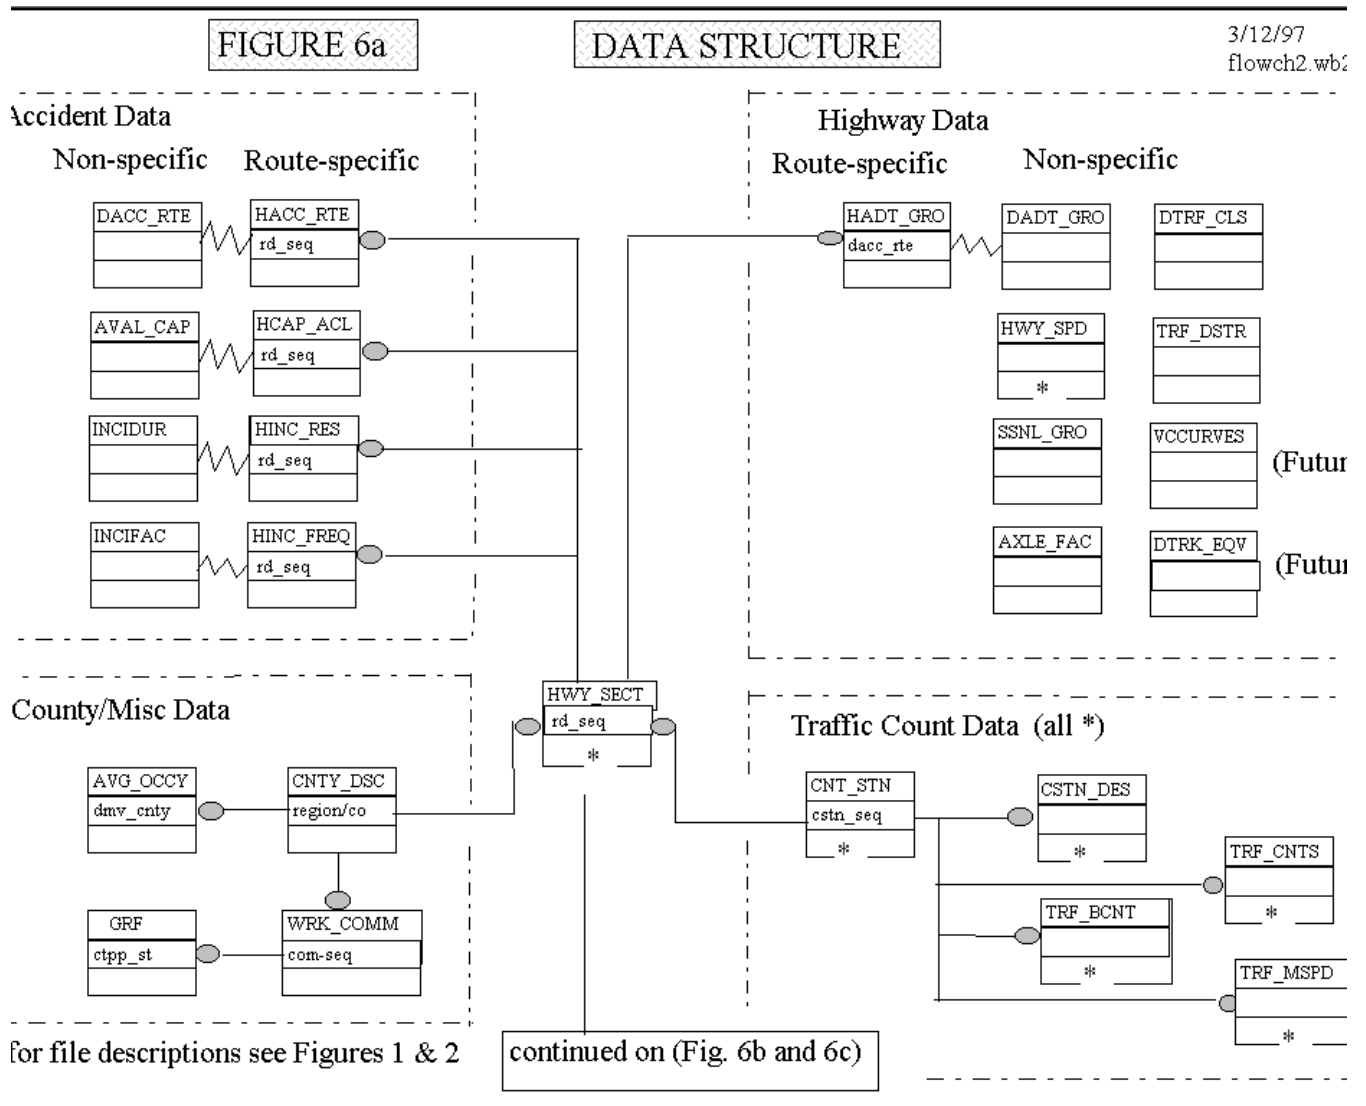 FIGURE 6a
DATA STRUCTURE
3/12/97
flowch2.wb2
Accident Data
Non-specific Route-specific
DACC_RTE HACC_RTE
rd_seq
AVAL_CAP HCAP_ACL
rd_seq
INCIDUR HINC_RES
rd_seq
INCIFAC HINC_FREQ
rd_seq
Highway Data
Route-specific Non-specific
HADT_GRO DADT_GRO DTRF_CLS
dacc_rte
HWY_SPD TRF_DSTR
*
SSNL_GRO VCCURVES
(Futur
AXLE_FAC DTRK_EQV
(Futur
HWY_SECT
rd_seq
*
County/Misc Data
AVG_OCCY CNTY_DSC
dmv_cnty region/co
GRF WRK_COMM
ctpp_st com-seq
Traffic Count Data (all *)
CNT_STN CSTN_DES
cstn_seq
* *
TRF_CNTS
*
TRF_BCNT
*
TRF_MSPD
*
for file descriptions see Figures 1 & 2
continued on (Fig. 6b and 6c)